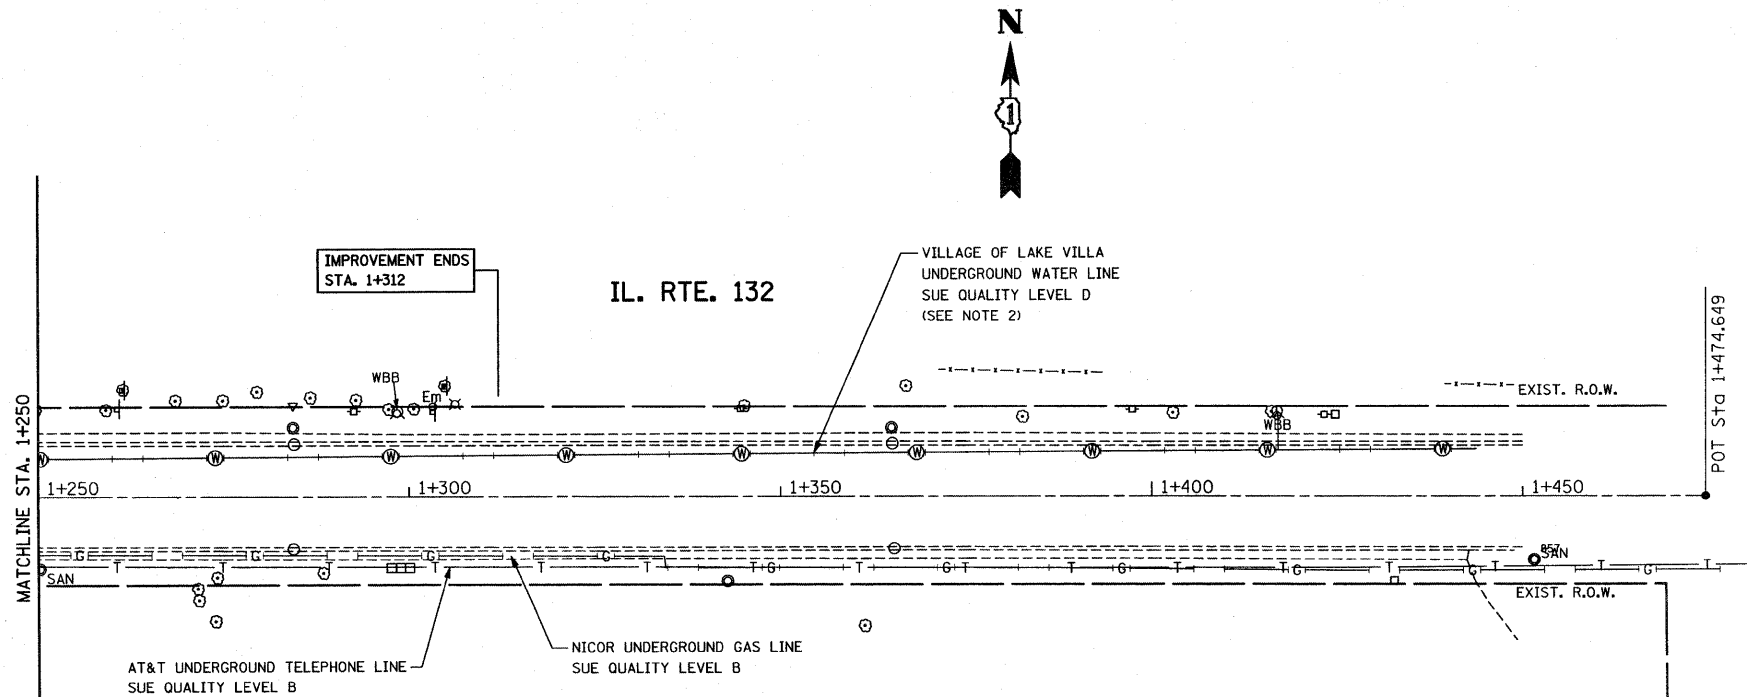 N
1
IMPROVEMENT ENDS
STA. 1+312
IL. RTE. 132
VILLAGE OF LAKE VILLA
UNDERGROUND WATER LINE
SUE QUALITY LEVEL D
(SEE NOTE 2)
POT Sta 1+474.649
MATCHLINE STA. 1+250
WBB
Em
EXIST. R.O.W.
WBB
W W W W W W W W W
1+250 1+300 1+350 1+400 1+450
G G G G
SAN
T T T T T T G T G T T G T T G T G T T G T
SAN
EXIST. R.O.W.
NICOR UNDERGROUND GAS LINE
SUE QUALITY LEVEL B
AT&T UNDERGROUND TELEPHONE LINE
SUE QUALITY LEVEL B